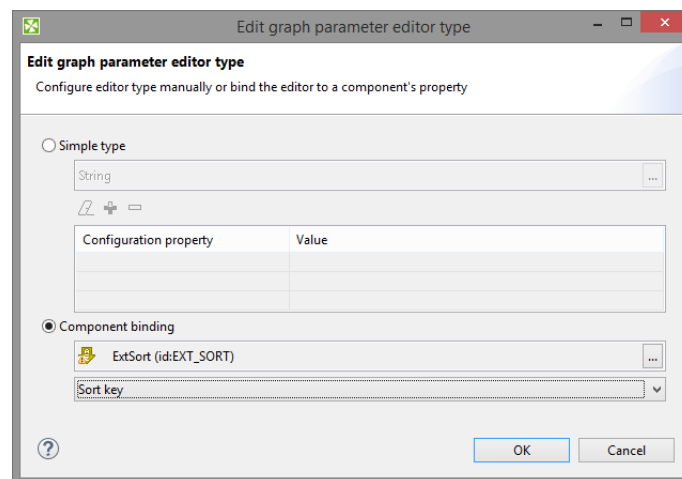 Edit graph parameter editor type
Edit graph parameter editor type
Configure editor type manually or bind the editor to a component's property
Simple type
String
...
Configuration property Value
Component binding
ExtSort (id:EXT_SORT)
...
Sort key
?
OK Cancel